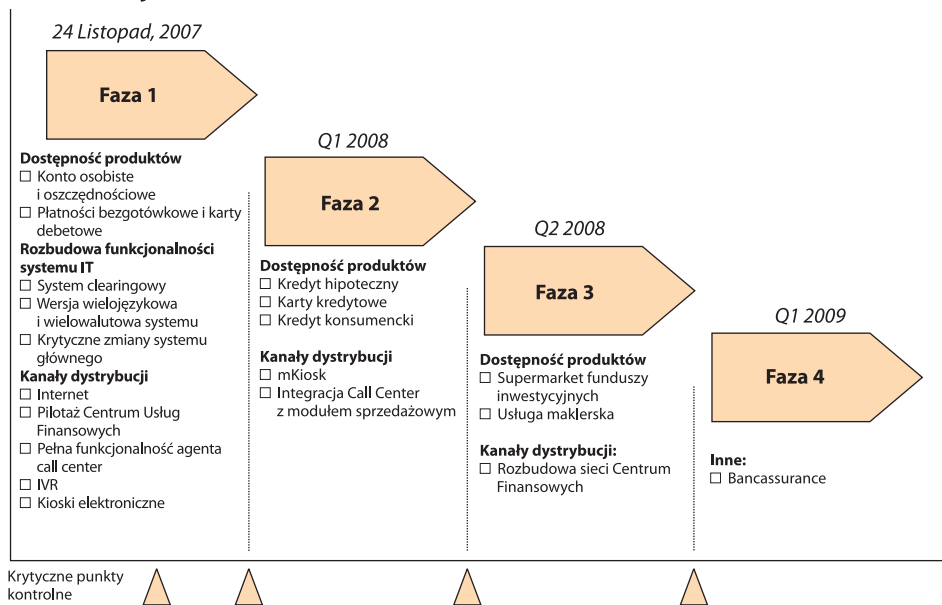 24 Listopad, 2007
Faza 1
Dostępność produktów
☐ Konto osobiste
i oszczędnościowe
☐ Płatności bezgotówkowe i karty
debetowe
Rozbudowa funkcjonalności
systemu IT
☐ System clearingowy
☐ Wersja wielojęzykowa
i wielowalutowa systemu
☐ Krytyczne zmiany systemu
głównego
Kanały dystrybucji
☐ Internet
☐ Pilotaż Centrum Usług
Finansowych
☐ Pełna funkcjonalność agenta
call center
☐ IVR
☐ Kioski elektroniczne
Q1 2008
Faza 2
Dostępność produktów
☐ Kredyt hipoteczny
☐ Karty kredytowe
☐ Kredyt konsumencki
Kanały dystrybucji
☐ mKiosk
☐ Integracja Call Center
z modułem sprzedażowym
Q2 2008
Faza 3
Dostępność produktów
☐ Supermarket funduszy
inwestycyjnych
☐ Usługa maklerska
Kanały dystrybucji:
☐ Rozbudowa sieci Centrum
Finansowych
Q1 2009
Faza 4
Inne:
☐ Bancassurance
Krytyczne punkty
kontrolne